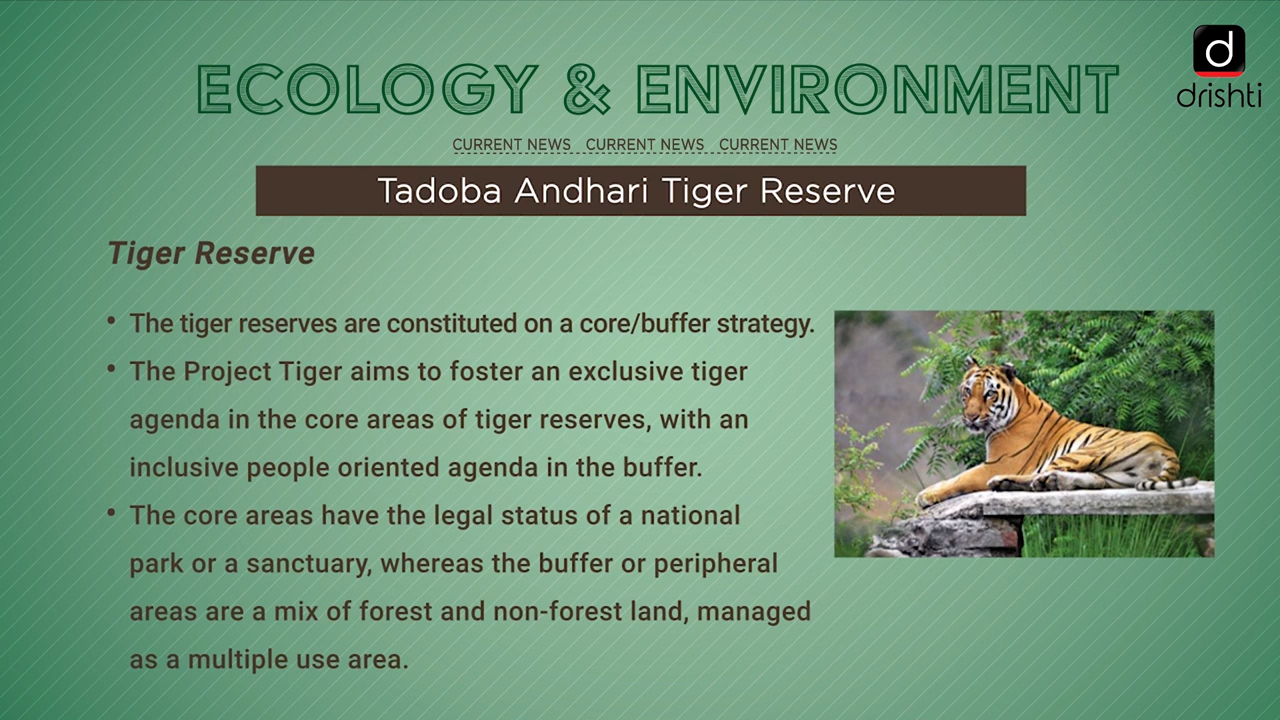 ECOLOGY & ENVIRONMENT
d
drishti
CURRENT NEWS CURRENT NEWS CURRENT NEWS
Tadoba Andhari Tiger Reserve
Tiger Reserve
• The tiger reserves are constituted on a core/buffer strategy.
• The Project Tiger aims to foster an exclusive tiger
agenda in the core areas of tiger reserves, with an
inclusive people oriented agenda in the buffer.
• The core areas have the legal status of a national
park or a sanctuary, whereas the buffer or peripheral
areas are a mix of forest and non-forest land, managed
as a multiple use area.